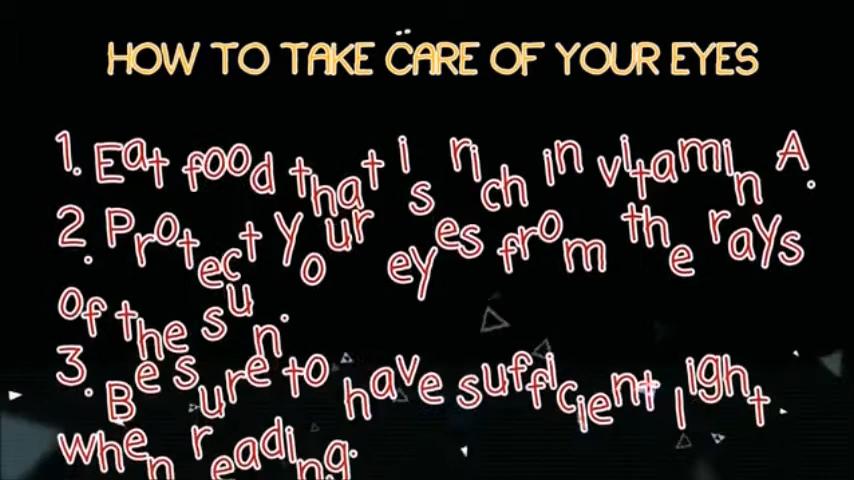 HOW TO TAKE CARE OF YOUR EYES
1. Eat food that is rich in vitamin A.
2. Protect your eyes from the rays
of the sun.
3. Be sure to have sufficient light
when reading.